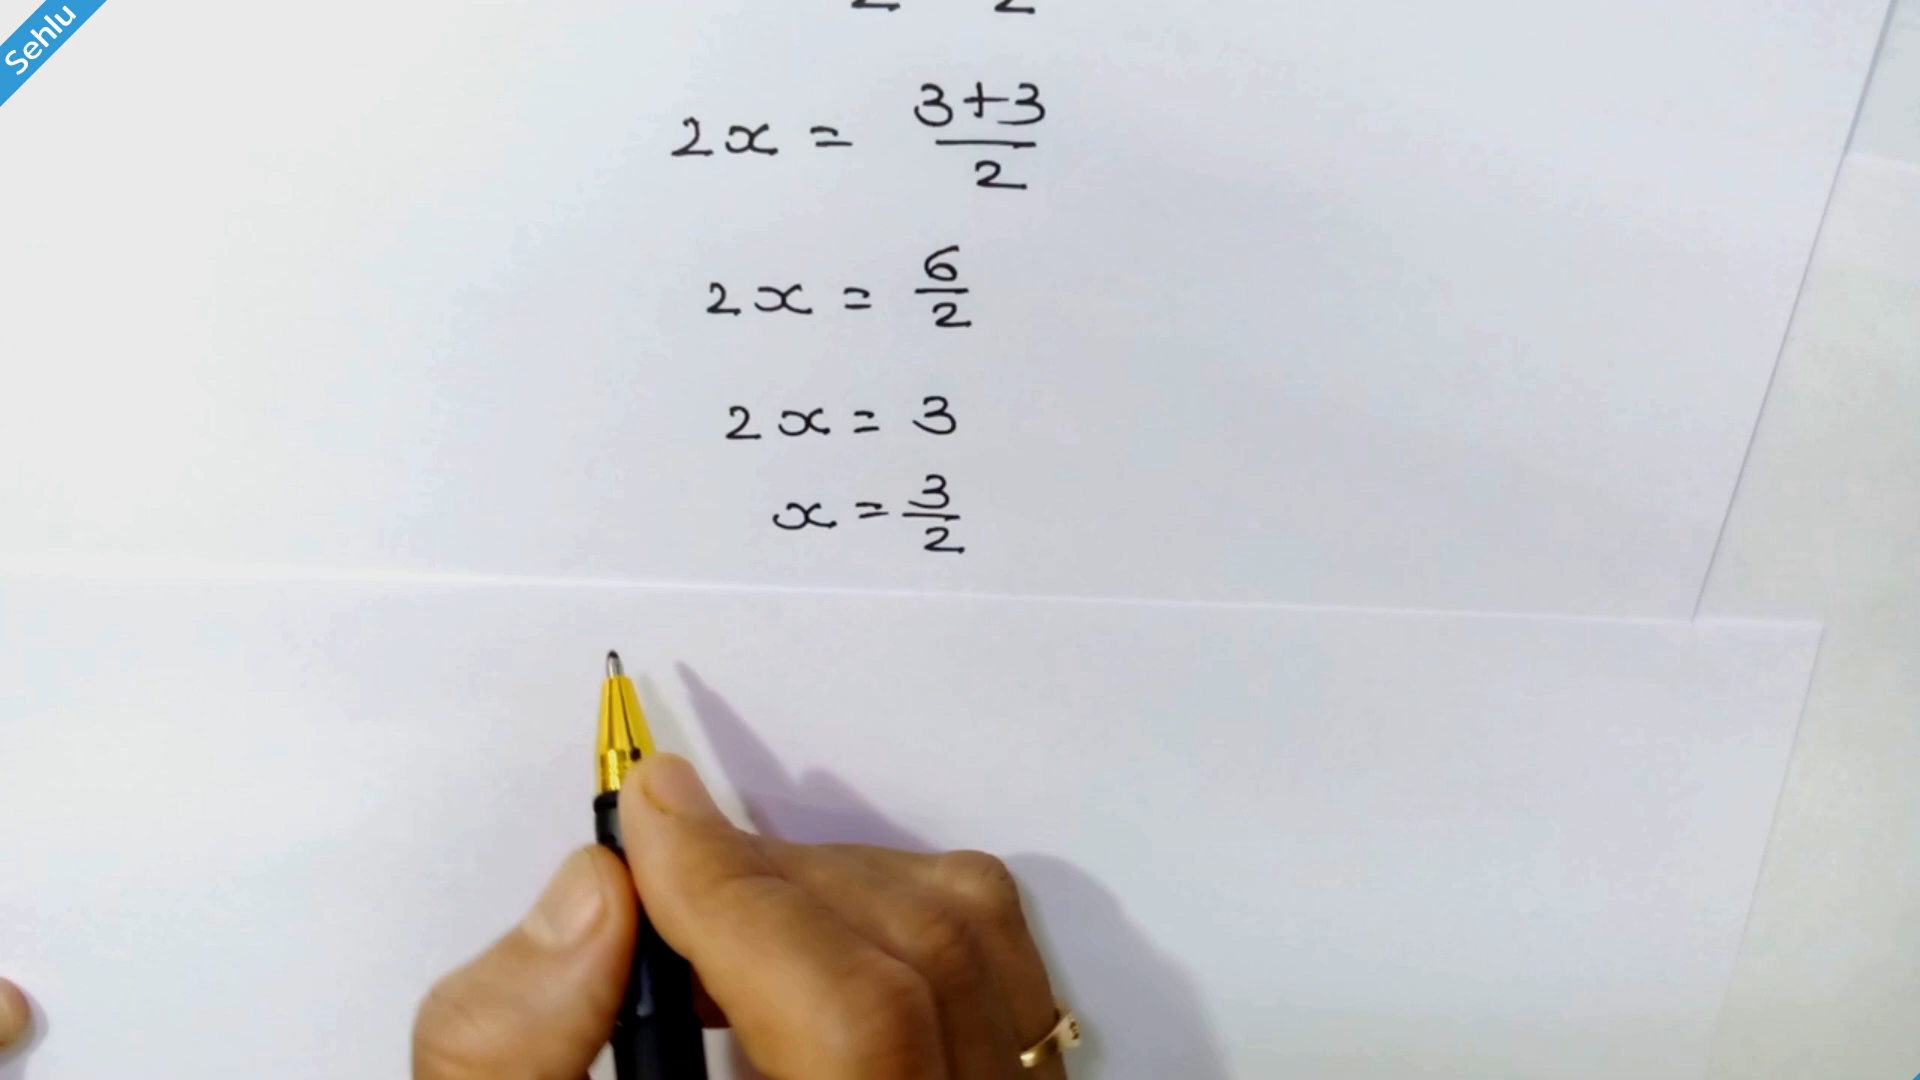 Sehlu
2x = 3+3/2
2x = 6/2
2x = 3
x = 3/2